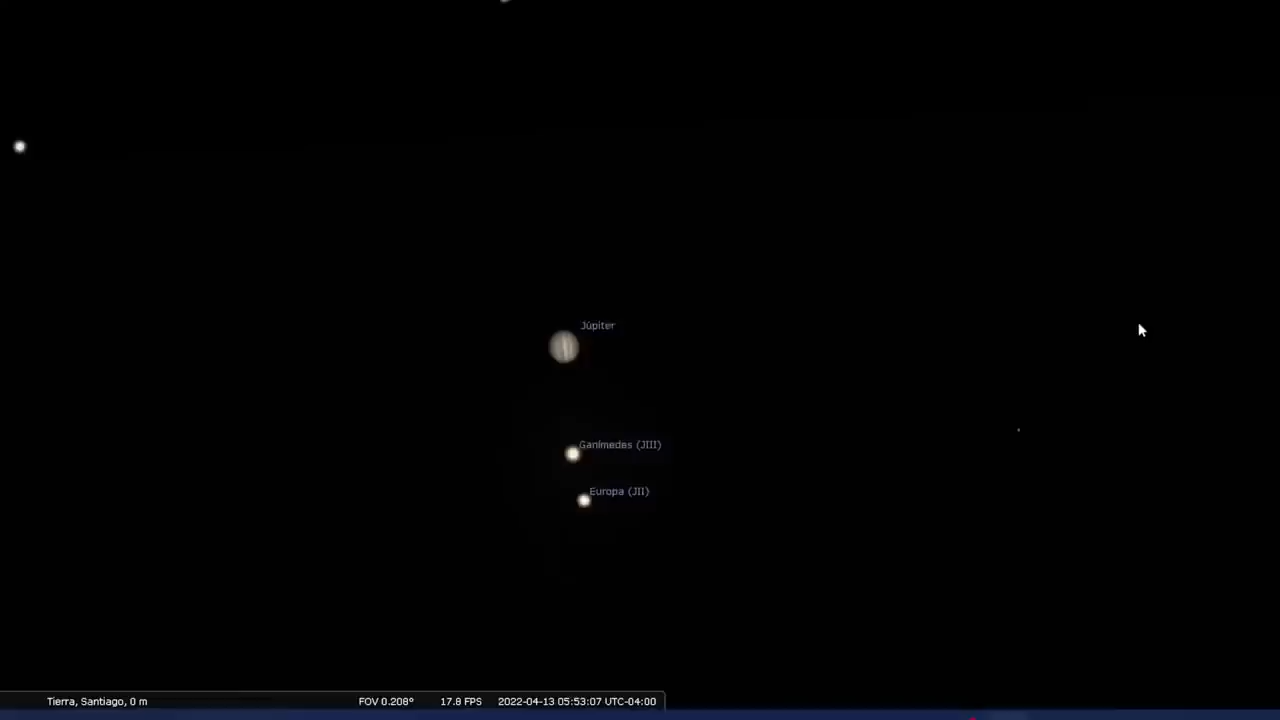 Júpiter
Ganímedes (JIII)
Europa (JII)
Tierra, Santiago, 0 m FOV 0.208° 17.8 FPS 2022-04-13 05:53:07 UTC-04:00